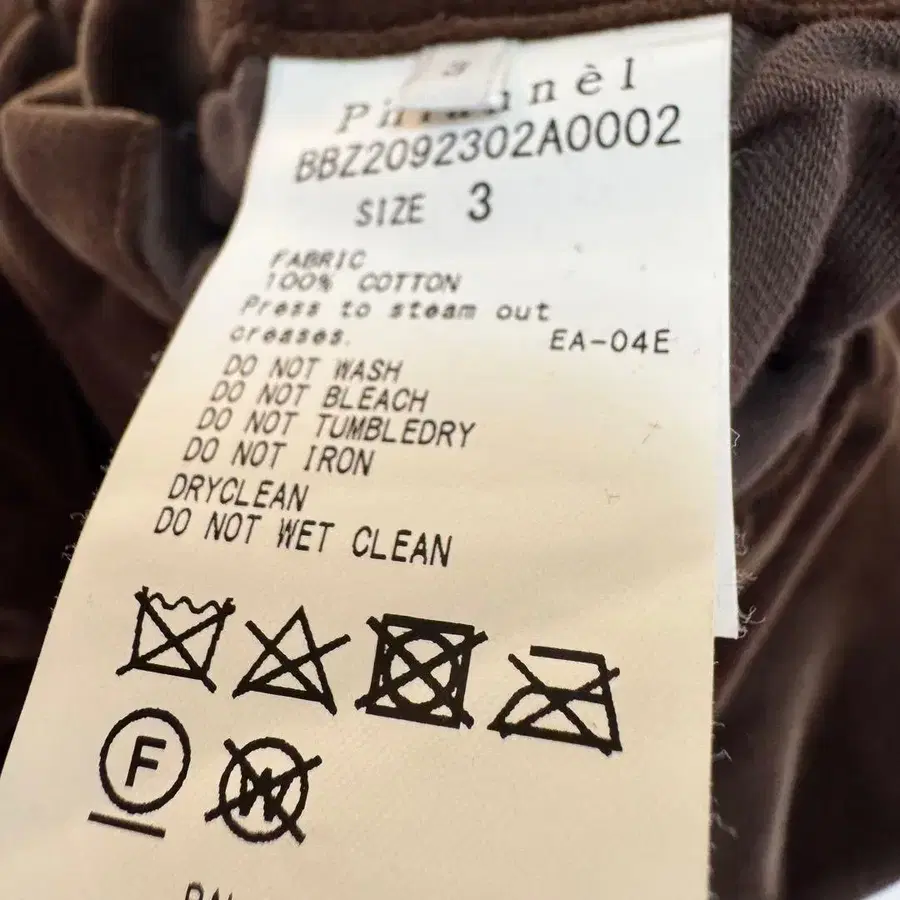 3
BBZ2092302A0002
SIZE 3
FABRIC
100% COTTON
Press to steam out
creases.
EA-04E
DO NOT WASH
DO NOT BLEACH
DO NOT TUMBLEDRY
DO NOT IRON
DRYCLEAN
DO NOT WET CLEAN
F
W